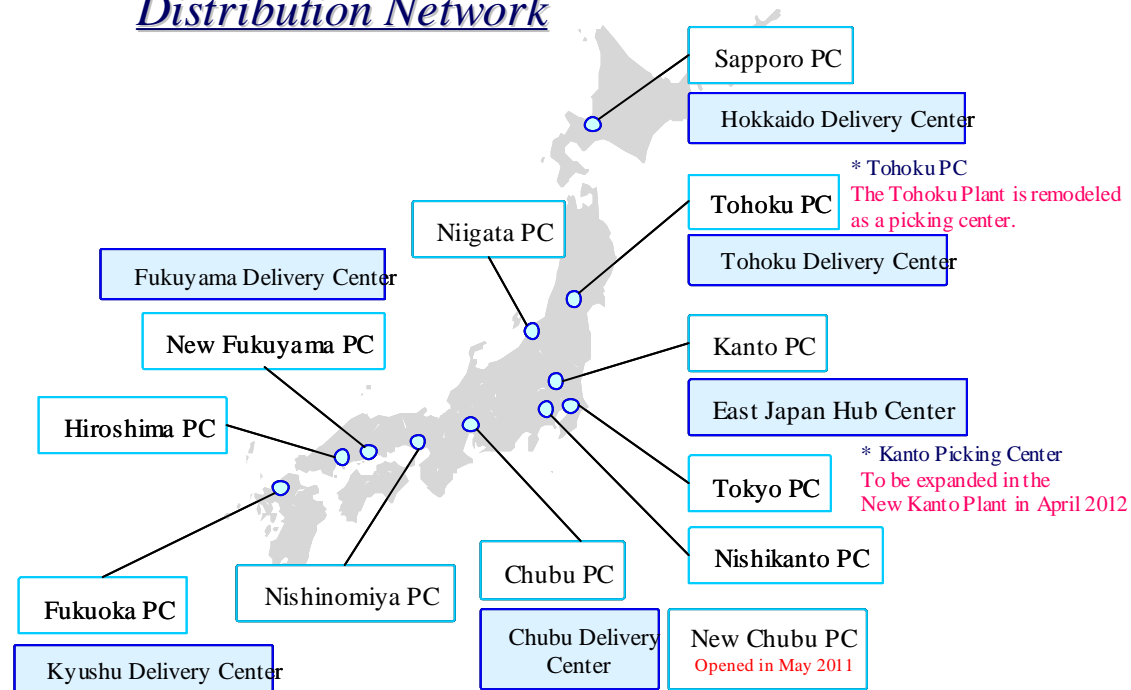 Distribution Network
Sapporo PC
Hokkaido Delivery Center
* Tohoku PC
The Tohoku Plant is remodeled
as a picking center.
Tohoku PC
Tohoku Delivery Center
Niigata PC
Fukuyama Delivery Center
New Fukuyama PC
Kanto PC
East Japan Hub Center
Hiroshima PC
* Kanto Picking Center
To be expanded in the
New Kanto Plant in April 2012
Tokyo PC
Nishikanto PC
Chubu PC
Nishinomiya PC
Fukuoka PC
Chubu Delivery
Center
New Chubu PC
Opened in May 2011
Kyushu Delivery Center